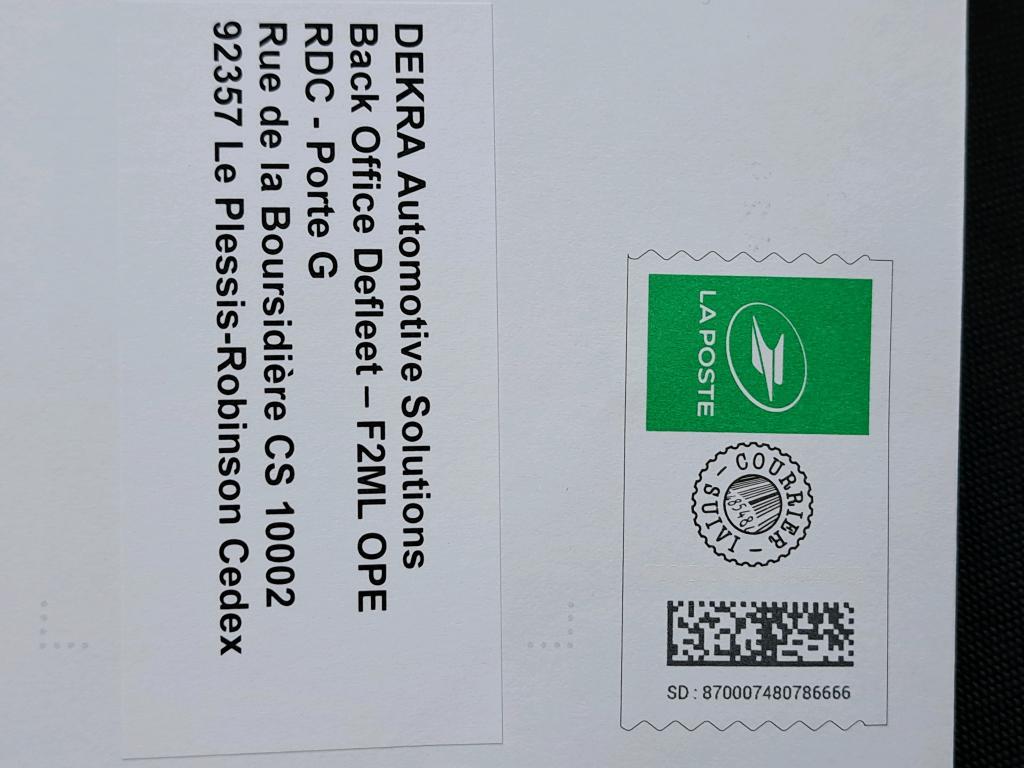 LA POSTE
COURRIER - SUIVI -
SD : 870007480786666
DEKRA Automotive Solutions
Back Office Defleet – F2ML OPE
RDC - Porte G
Rue de la Boursidière CS 10002
92357 Le Plessis-Robinson Cedex